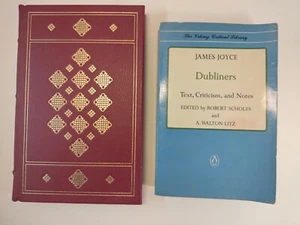 The Viking Critical Library
JAMES JOYCE
Dubliners
Text, Criticism, and Notes
EDITED by ROBERT SCHOLES
and
A. WALTON LITZ